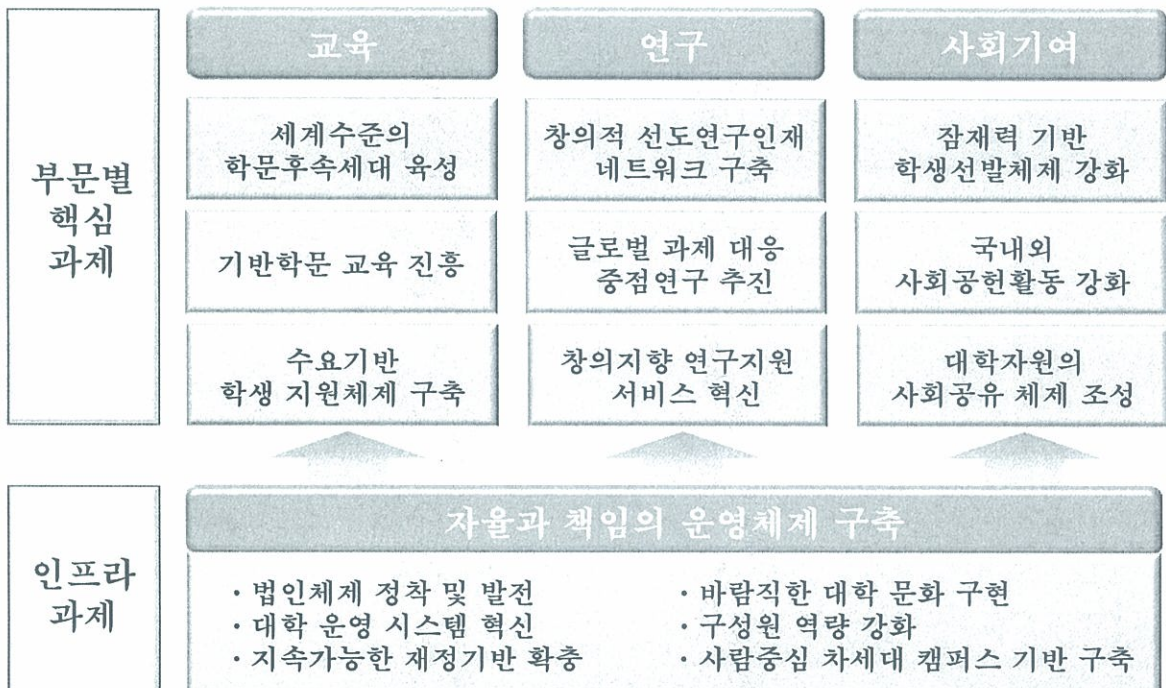 부문별
핵심
과제
교육
연구
사회기여
세계수준의
학문후속세대 육성
창의적 선도연구인재
네트워크 구축
잠재력 기반
학생선발체제 강화
기반학문 교육 진흥
글로벌 과제 대응
중점연구 추진
국내외
사회공헌활동 강화
수요기반
학생 지원체제 구축
창의지향 연구지원
서비스 혁신
대학자원의
사회공유 체제 조성
인프라
과제
자율과 책임의 운영체제 구축
· 법인체제 정착 및 발전
· 대학 운영 시스템 혁신
· 지속가능한 재정기반 확충
· 바람직한 대학 문화 구현
· 구성원 역량 강화
· 사람중심 차세대 캠퍼스 기반 구축